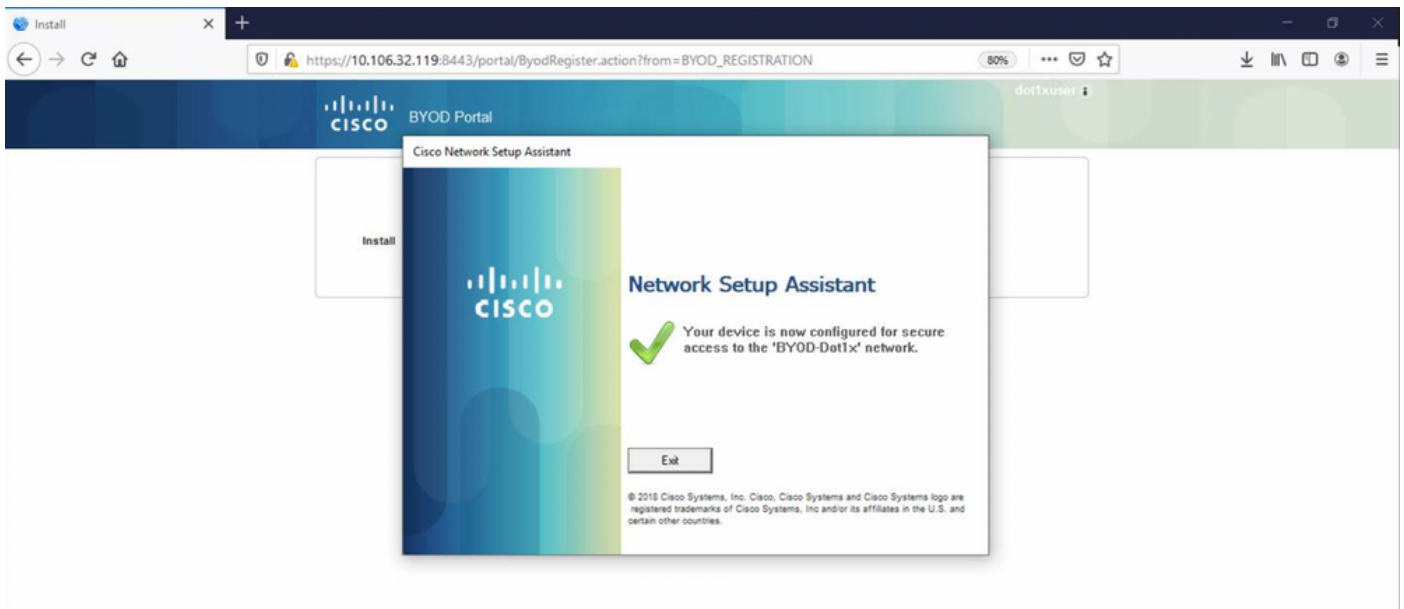 Install
https://10.106.32.119:8443/portal/ByodRegister.action?from=BYOD_REGISTRATION
80%
dot1xuser
CISCO
BYOD Portal
Cisco Network Setup Assistant
Install
CISCO
Network Setup Assistant
Your device is now configured for secure
access to the 'BYOD-Dot1x' network.
Exit
© 2018 Cisco Systems, Inc. Cisco, Cisco Systems and Cisco Systems logo are
registered trademarks of Cisco Systems, Inc and/or its affiliates in the U.S. and
certain other countries.